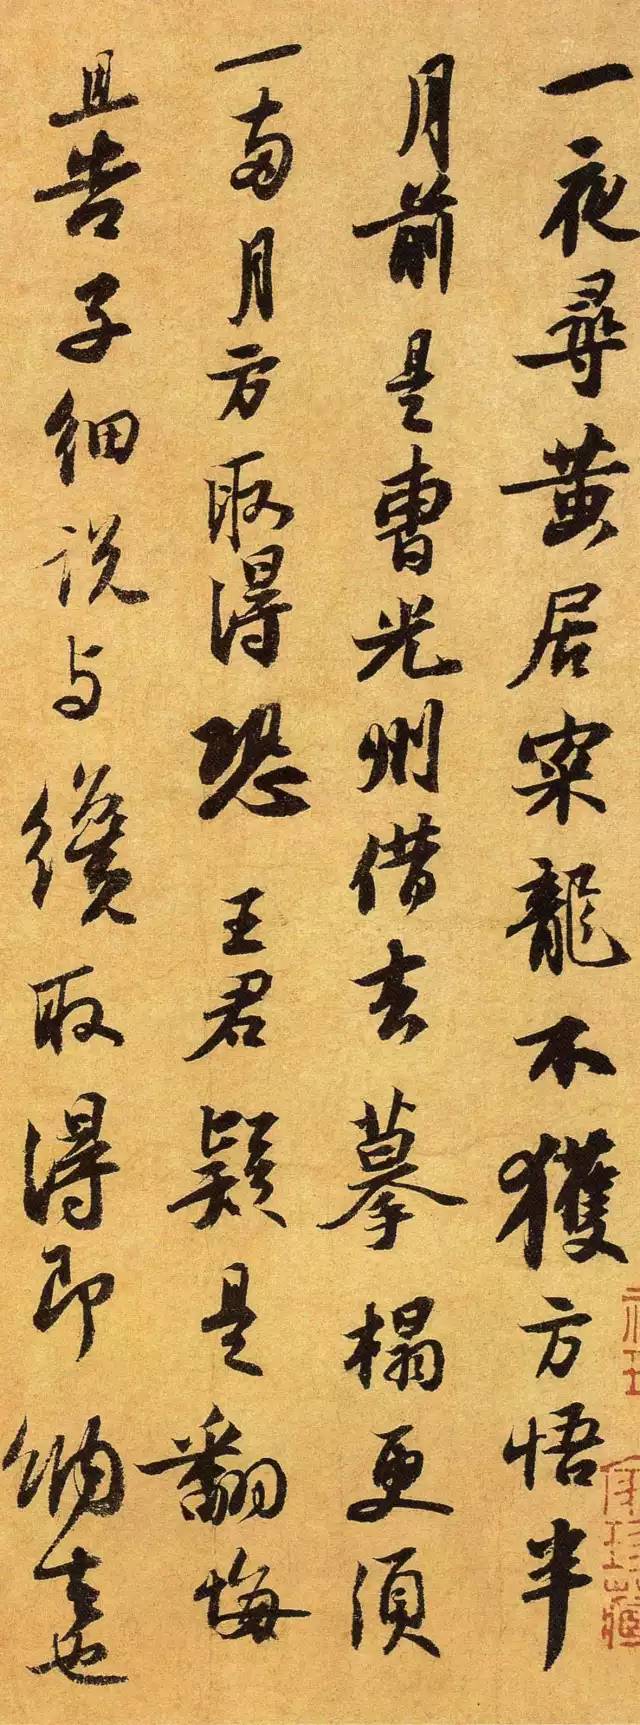 一夜尋黃居寀龍不獲方悟半
月前是曹光州借去摹榻更須
一兩月方取得恐王君疑是翻悔
且告子細說与纔取得即納去也